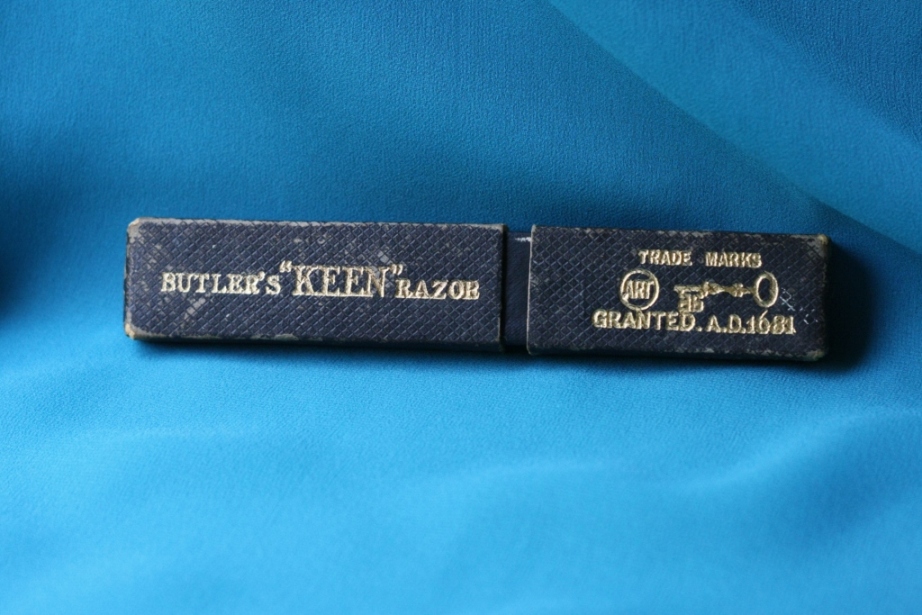 BUTLER'S "KEEN" RAZOR
TRADE MARKS
ART
GRANTED. A.D. 1681